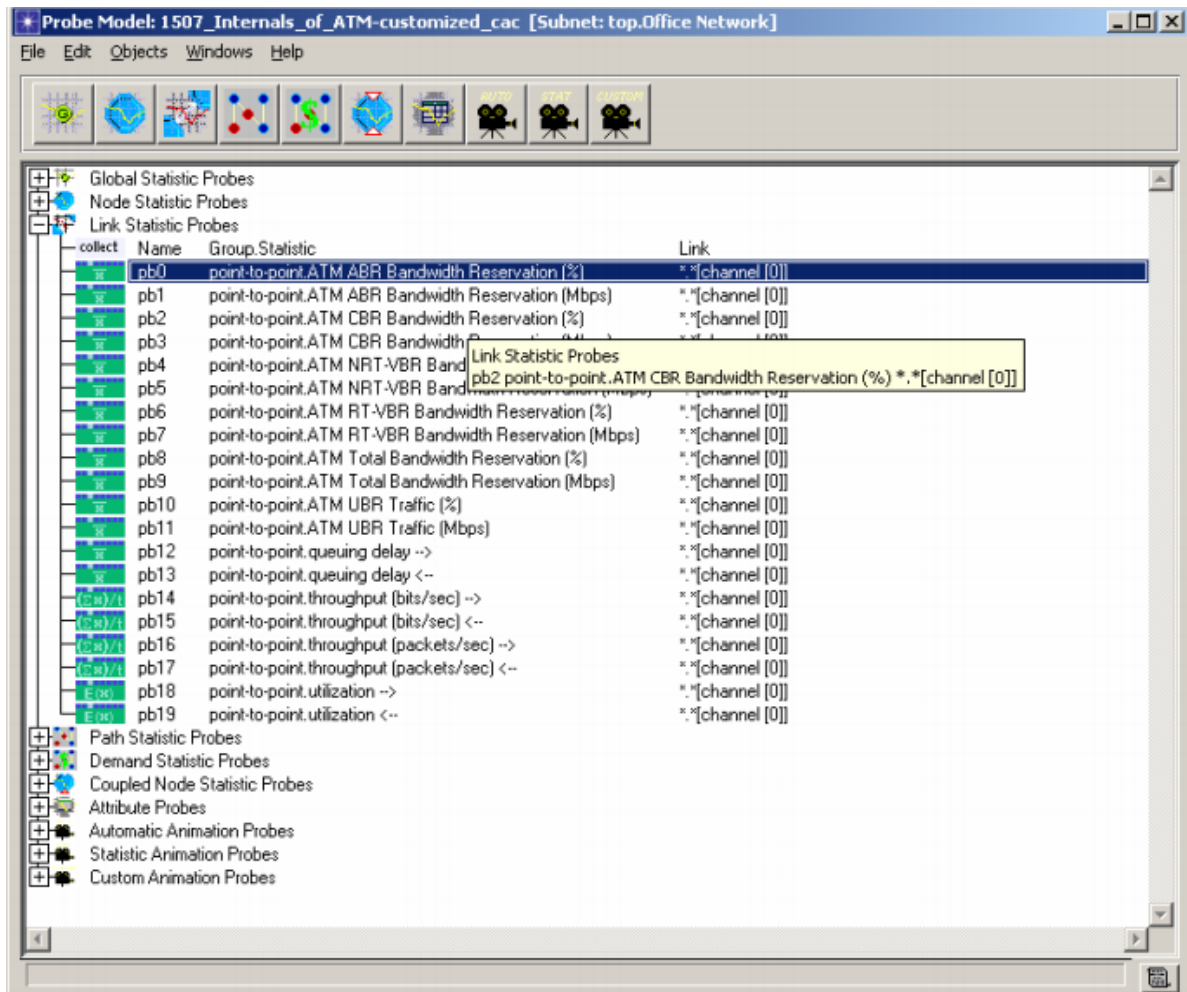 Probe Model: 1507_Internals_of_ATM-customized_cac [Subnet: top.Office Network]
File Edit Objects Windows Help
AUTO STAT CUSTOM
Global Statistic Probes
Node Statistic Probes
Link Statistic Probes
collect Name Group.Statistic Link
pb0 point-to-point.ATM ABR Bandwidth Reservation (%) *.*[channel [0]]
pb1 point-to-point.ATM ABR Bandwidth Reservation (Mbps) *.*[channel [0]]
pb2 point-to-point.ATM CBR Bandwidth Reservation (%) *.*[channel [0]]
pb3 point-to-point.ATM CBR Bandwidth
Link Statistic Probes
pb2 point-to-point.ATM CBR Bandwidth Reservation (%) *.*[channel [0]]
pb4 point-to-point.ATM NRT-VBR Band
pb5 point-to-point.ATM NRT-VBR
pb6 point-to-point.ATM RT-VBR Bandwidth Reservation (%) *.*[channel [0]]
pb7 point-to-point.ATM RT-VBR Bandwidth Reservation (Mbps) *.*[channel [0]]
pb8 point-to-point.ATM Total Bandwidth Reservation (%) *.*[channel [0]]
pb9 point-to-point.ATM Total Bandwidth Reservation (Mbps) *.*[channel [0]]
pb10 point-to-point.ATM UBR Traffic (%) *.*[channel [0]]
pb11 point-to-point.ATM UBR Traffic (Mbps) *.*[channel [0]]
pb12 point-to-point.queuing delay --> *.*[channel [0]]
pb13 point-to-point.queuing delay <-- *.*[channel [0]]
(Σx)/t pb14 point-to-point.throughput (bits/sec) --> *.*[channel [0]]
(Σx)/t pb15 point-to-point.throughput (bits/sec) <-- *.*[channel [0]]
(Σx)/t pb16 point-to-point.throughput (packets/sec) --> *.*[channel [0]]
(Σx)/t pb17 point-to-point.throughput (packets/sec) <-- *.*[channel [0]]
E(x) pb18 point-to-point.utilization --> *.*[channel [0]]
E(x) pb19 point-to-point.utilization <-- *.*[channel [0]]
Path Statistic Probes
Demand Statistic Probes
Coupled Node Statistic Probes
Attribute Probes
Automatic Animation Probes
Statistic Animation Probes
Custom Animation Probes